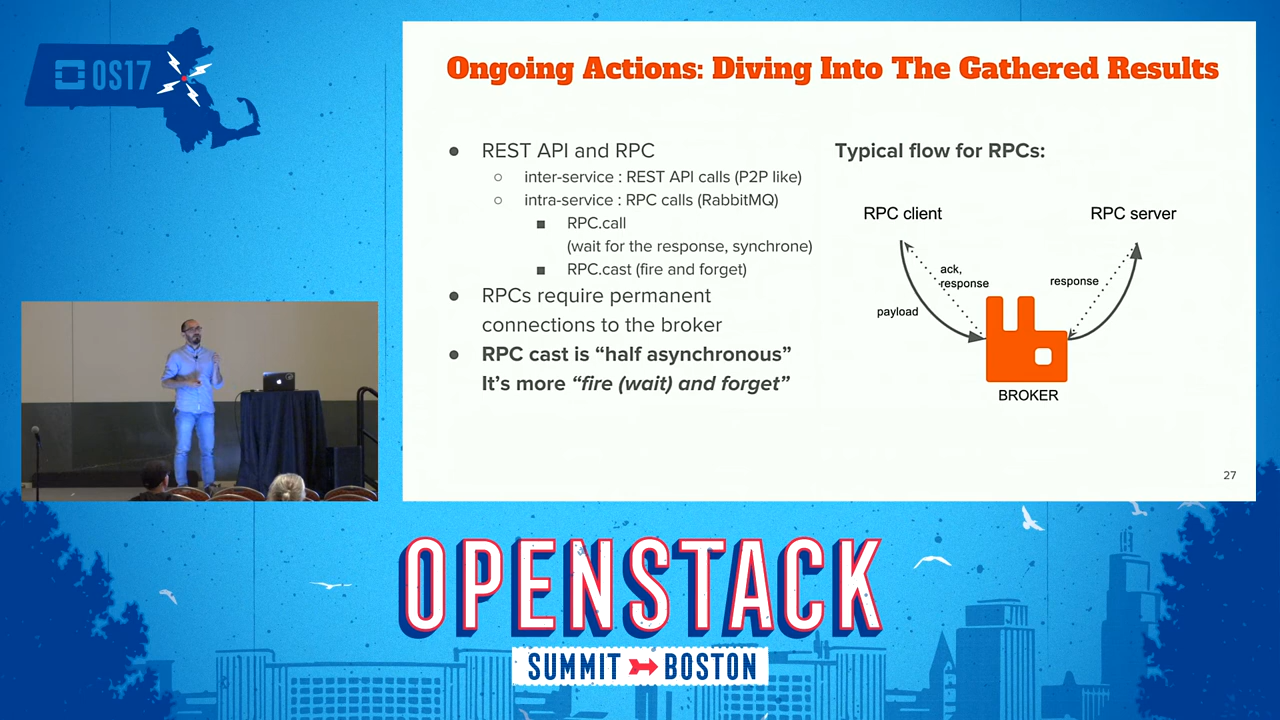 OS17
Ongoing Actions: Diving Into The Gathered Results
● REST API and RPC
○ inter-service : REST API calls (P2P like)
○ intra-service : RPC calls (RabbitMQ)
■ RPC.call
(wait for the response, synchrone)
■ RPC.cast (fire and forget)
● RPCs require permanent
connections to the broker
● RPC cast is “half asynchronous”
It’s more “fire (wait) and forget”
Typical flow for RPCs:
RPC client
RPC server
ack,
response
response
payload
BROKER
27
OPENSTACK
SUMMIT BOSTON